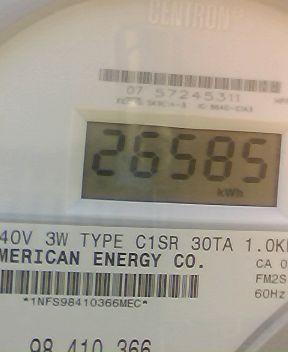 CENTRON
07 57245311
26585
kWh
40V 3W TYPE C1SR 30TA 1.0K
MERICAN ENERGY CO.
CA 0
FM2S
*1NFS98410366MEC*
60Hz
98 410 366